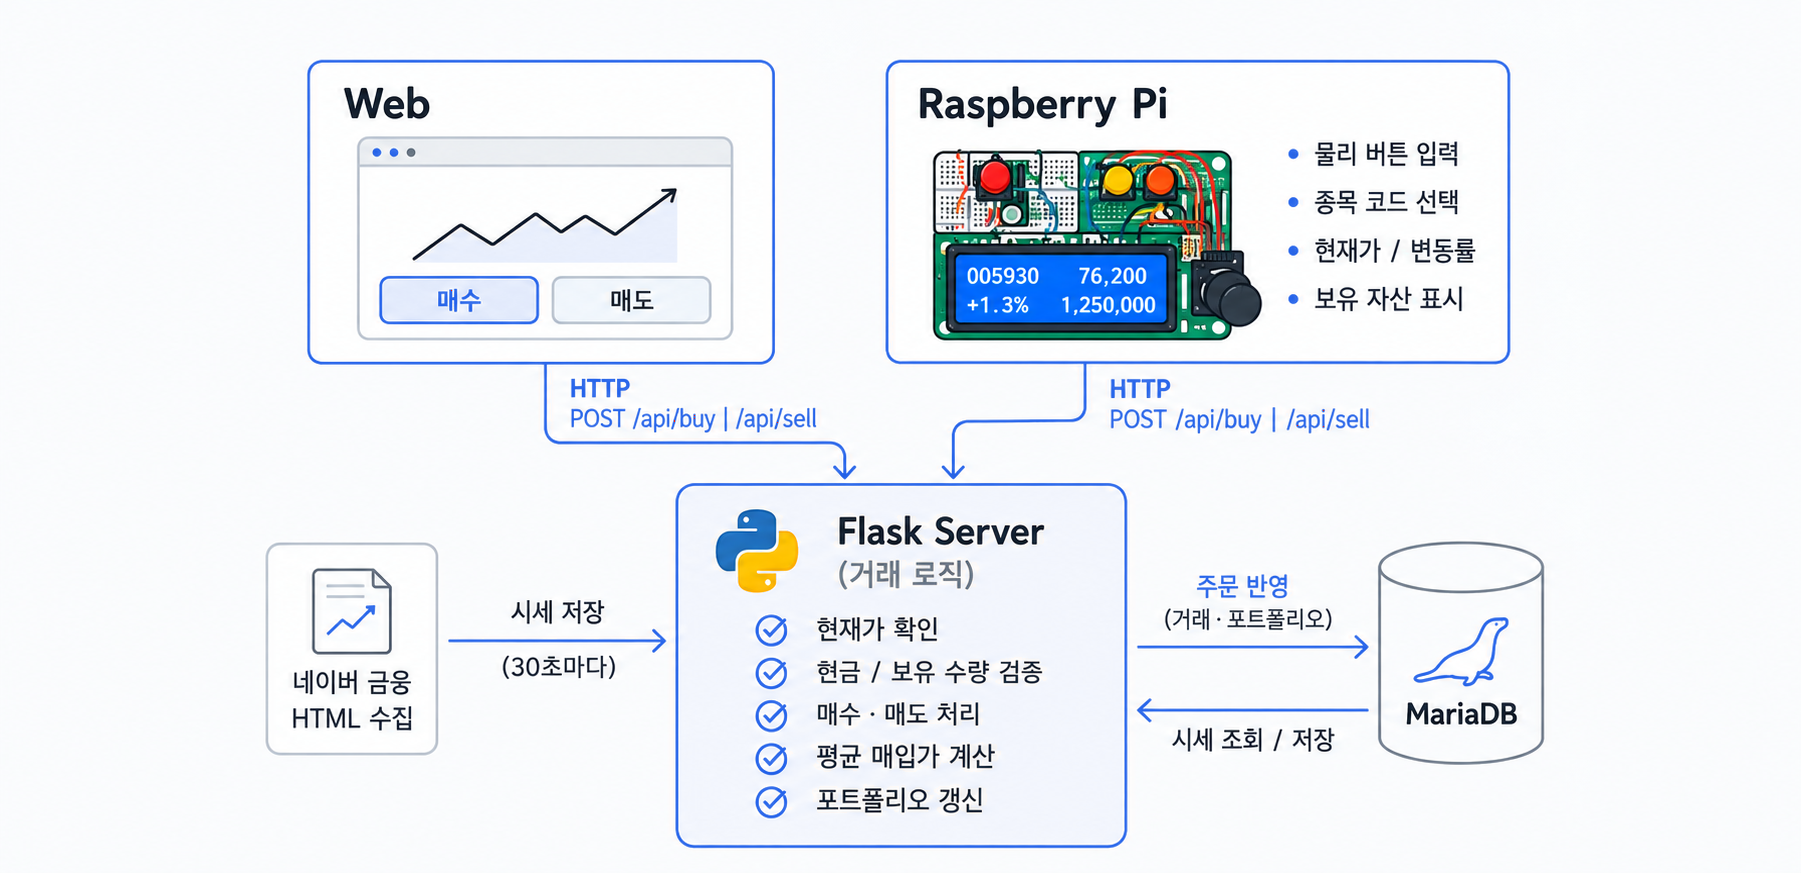 Web
매수
매도
Raspberry Pi
005930 76,200
+1.3% 1,250,000
물리 버튼 입력
종목 코드 선택
현재가 / 변동률
보유 자산 표시
HTTP
POST /api/buy | /api/sell
HTTP
POST /api/buy | /api/sell
네이버 금융
HTML 수집
시세 저장
(30초마다)
Flask Server
(거래 로직)
현재가 확인
현금 / 보유 수량 검증
매수 · 매도 처리
평균 매입가 계산
포트폴리오 갱신
주문 반영
(거래 · 포트폴리오)
시세 조회 / 저장
MariaDB